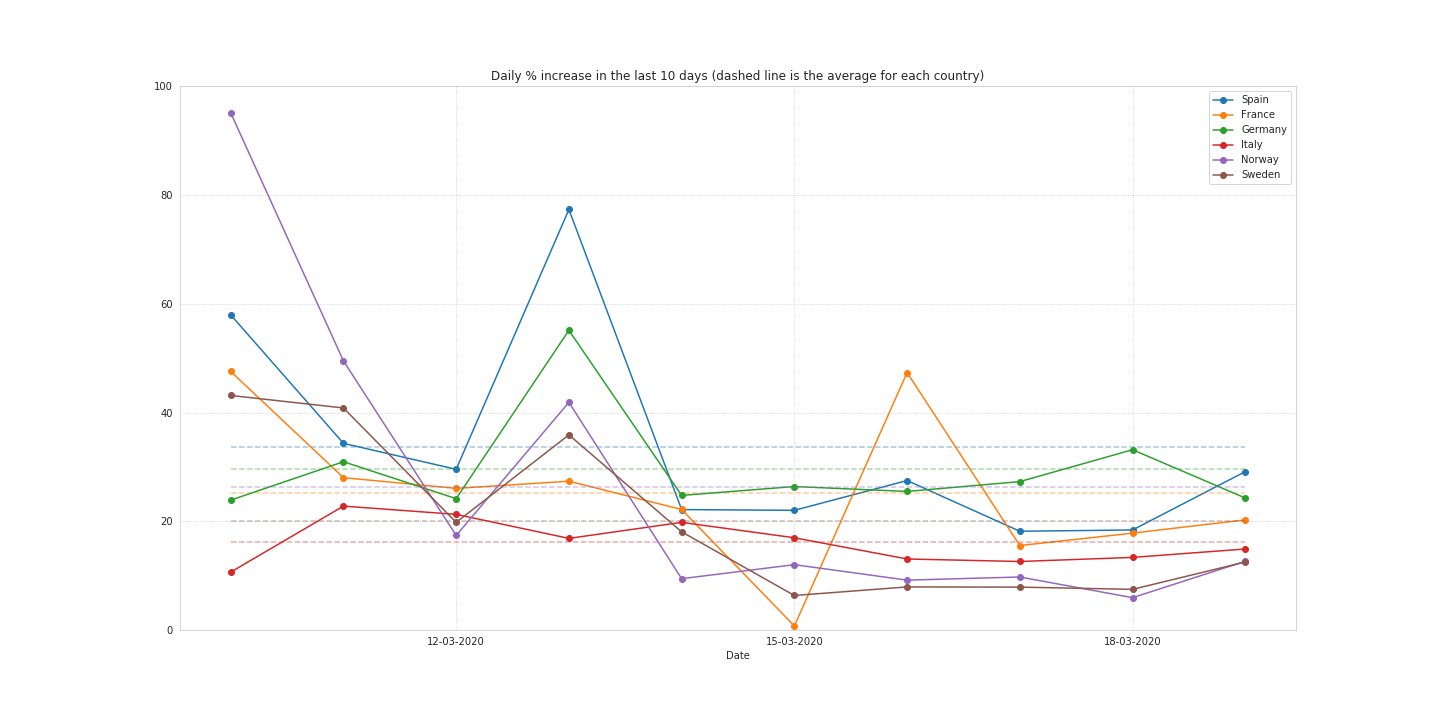 Daily % increase in the last 10 days (dashed line is the average for each country)
100
80
60
40
20
0
Spain
France
Germany
Italy
Norway
Sweden
12-03-2020
15-03-2020
18-03-2020
Date